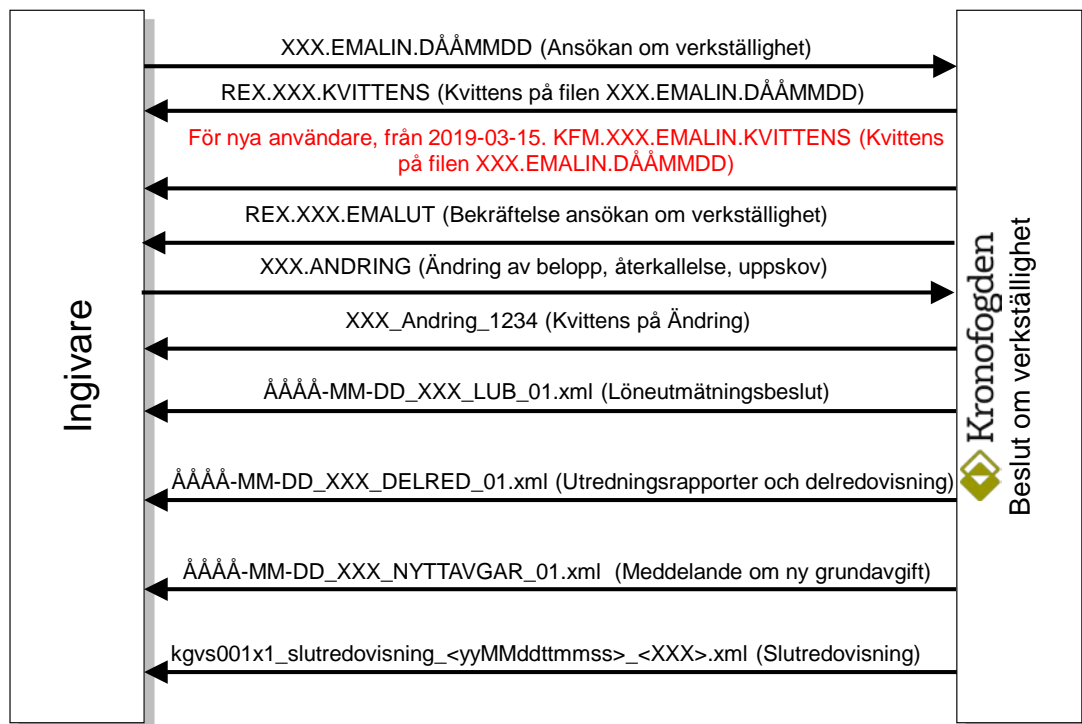 XXX.EMALIN.DÅÅMMDD (Ansökan om verkställighet)
REX.XXX.KVITTENS (Kvittens på filen XXX.EMALIN.DÅÅMMDD)
För nya användare, från 2019-03-15. KFM.XXX.EMALIN.KVITTENS (Kvittens
på filen XXX.EMALIN.DÅÅMMDD)
REX.XXX.EMALUT (Bekräftelse ansökan om verkställighet)
XXX.ANDRING (Ändring av belopp, återkallelse, uppskov)
XXX_Andring_1234 (Kvittens på Ändring)
ÅÅÅÅ-MM-DD_XXX_LUB_01.xml (Löneutmätningsbeslut)
ÅÅÅÅ-MM-DD_XXX_DELRED_01.xml (Utredningsrapporter och delredovisning)
ÅÅÅÅ-MM-DD_XXX_NYTTAVGAR_01.xml (Meddelande om ny grundavgift)
kgvs001x1_slutredovisning_<yyMMddttmmss>_<XXX>.xml (Slutredovisning)
Ingivare
Kronofogden
Beslut om verkställighet